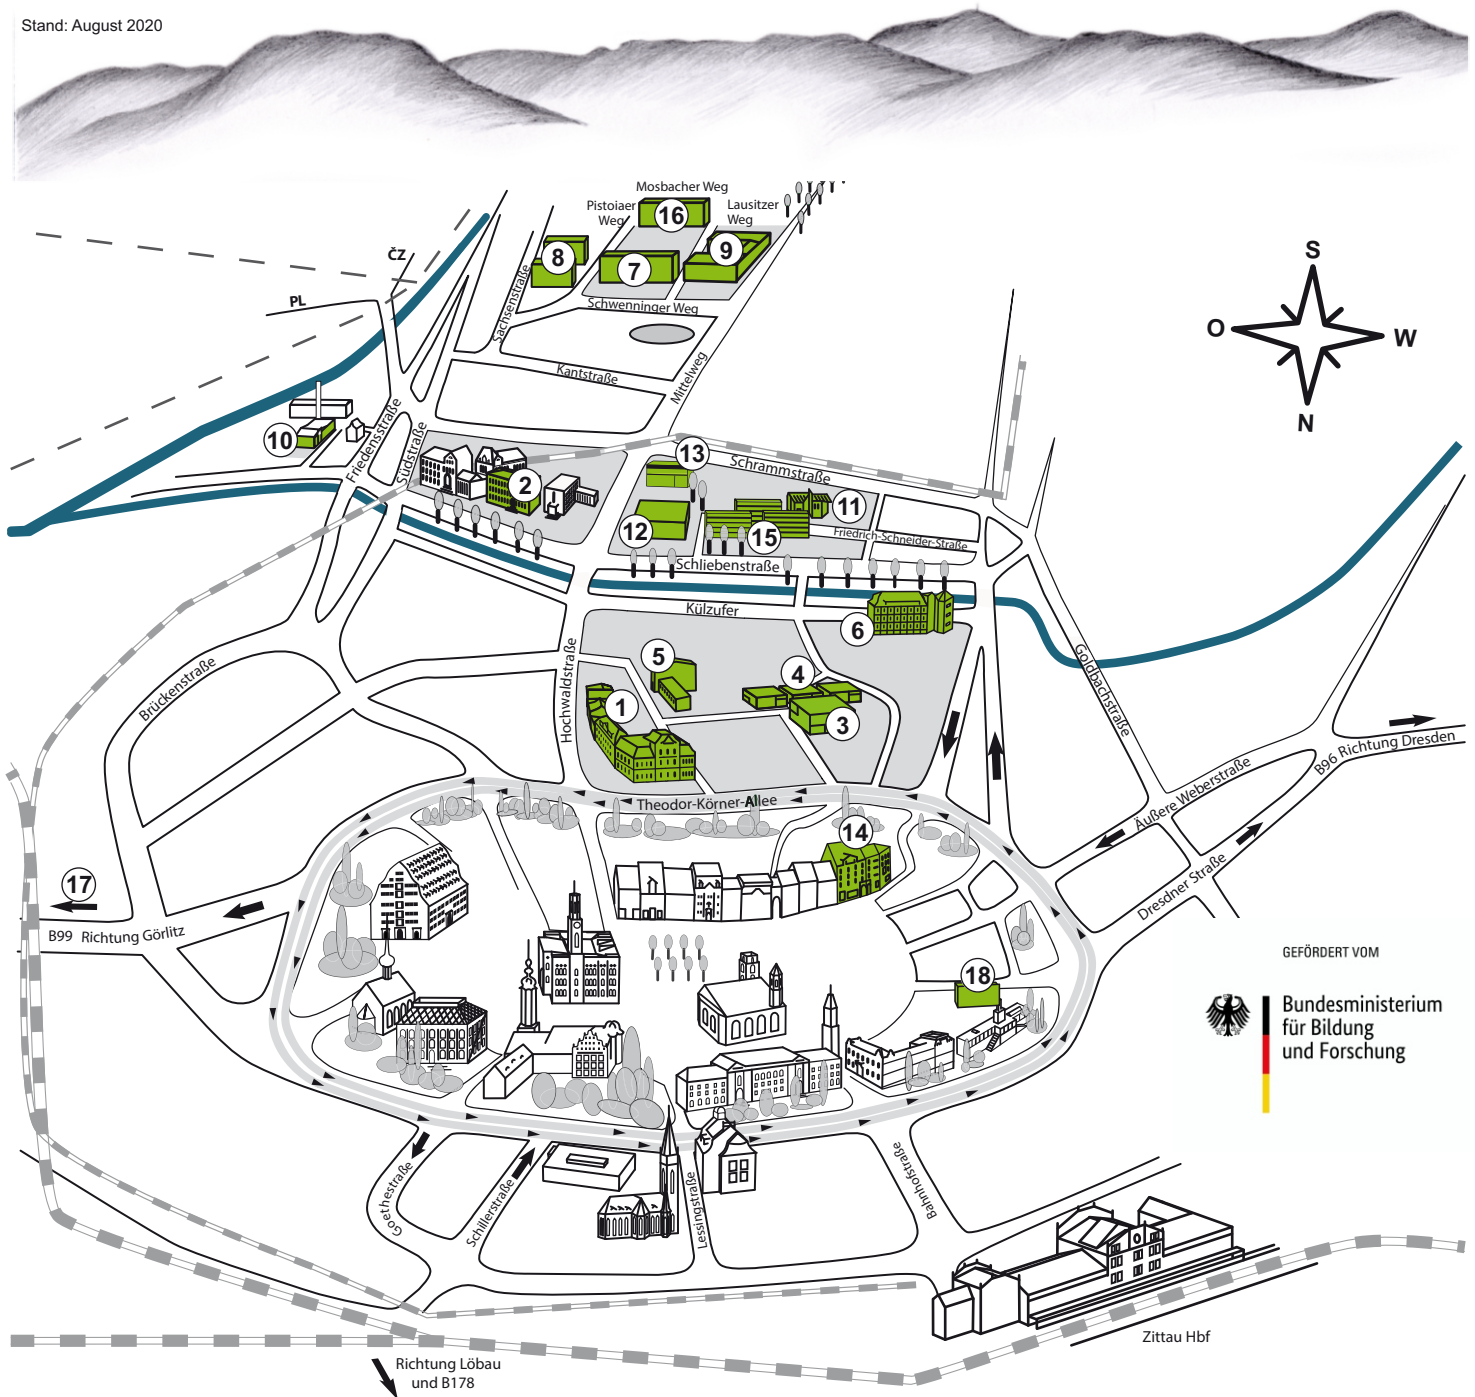 Stand: August 2020
Mosbacher Weg
Pistoiaer
Weg
Lausitzer
Weg
16
8
7
9
ČZ
PL
Sachsenstraße
Schwenninger Weg
S
O
W
N
Kantstraße
Mittelweg
10
Friedensstraße
Südstraße
2
13
Schrammstraße
11
12
15
Friedrich-Schneider-Straße
Schliebenstraße
Külzufer
6
Brückenstraße
Hochwaldstraße
5
4
1
3
Goldbachstraße
B96 Richtung Dresden
Äußere Weberstraße
Theodor-Körner-Allee
14
17
Dresdner Straße
B99 Richtung Görlitz
18
GEFÖRDERT VOM
Bundesministerium
für Bildung
und Forschung
Goethestraße
Schillerstraße
Lessingstraße
Bahnhofstraße
Zittau Hbf
Richtung Löbau
und B178